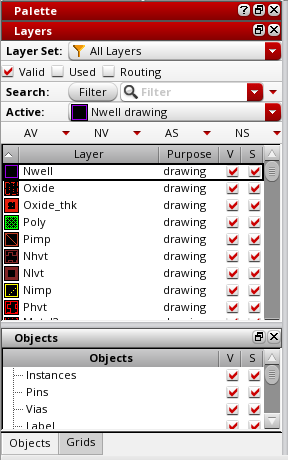 Palette
Layers
Layer Set: All Layers
Valid Used Routing
Search: Filter Filter
Active: Nwell drawing
AV NV AS NS
Layer Purpose V S
Nwell drawing
Oxide drawing
Oxide_thk drawing
Poly drawing
Pimp drawing
Nhvt drawing
Nlvt drawing
Nimp drawing
Phvt drawing
Objects
Objects V S
Instances
Pins
Vias
Label
Objects Grids